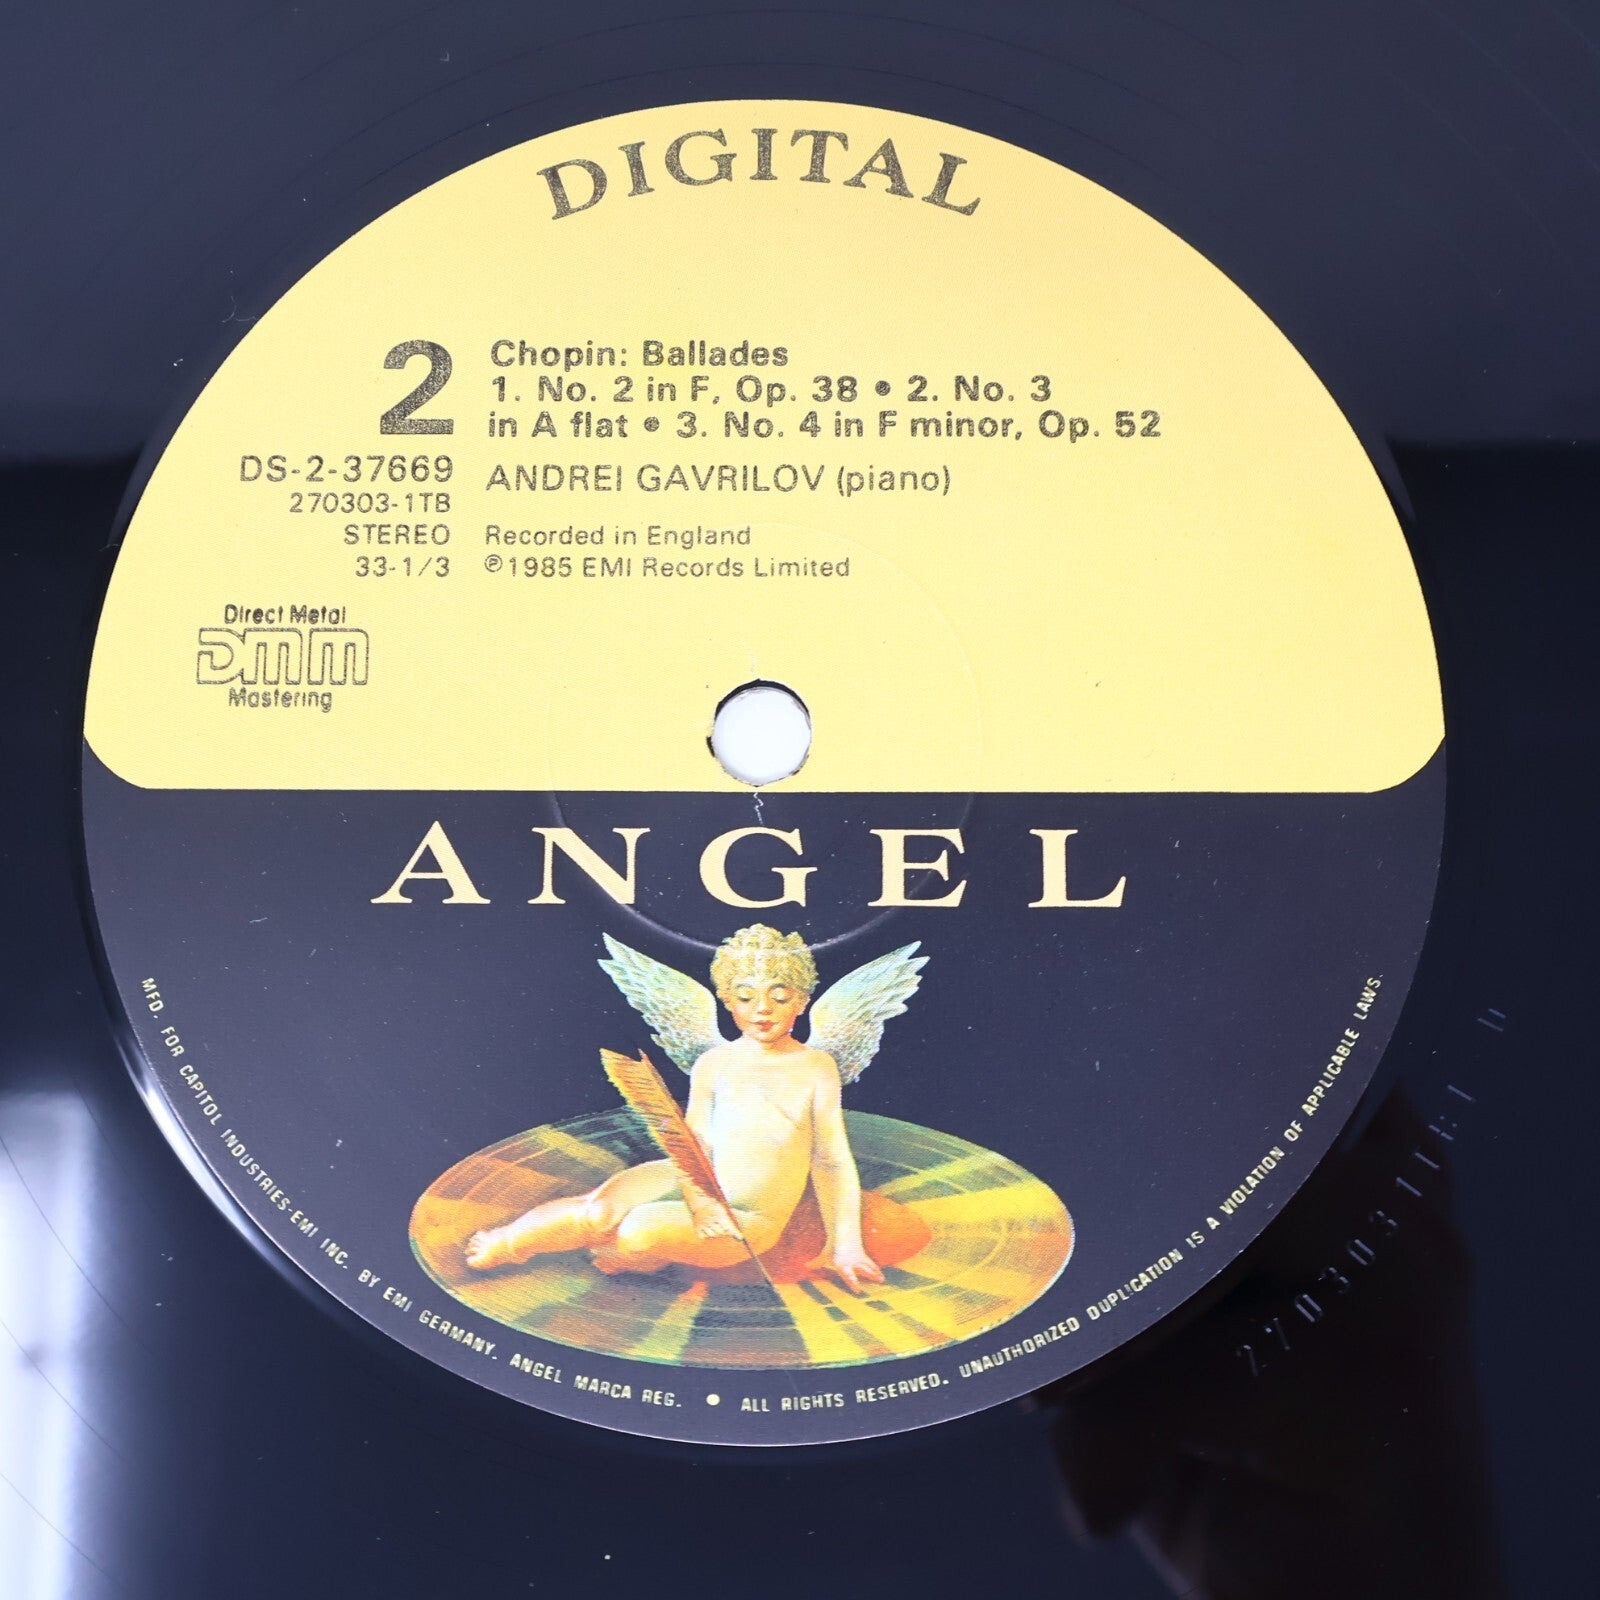 DIGITAL
2
Chopin: Ballades
1. No. 2 in F, Op. 38 • 2. No. 3
in A flat • 3. No. 4 in F minor, Op. 52
DS-2-37669
ANDREI GAVRILOV (piano)
270303-1TB
STEREO
Recorded in England
33-1/3
℗1985 EMI Records Limited
Direct Metal
DMM
Mastering
ANGEL
MFD. FOR CAPITOL INDUSTRIES-EMI INC. BY EMI GERMANY. ANGEL MARCA REG. • ALL RIGHTS RESERVED. UNAUTHORIZED DUPLICATION IS A VIOLATION OF APPLICABLE LAWS.